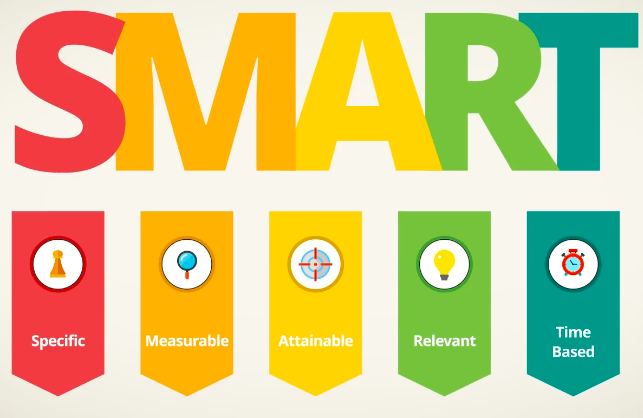 SMART
Specific
Measurable
Attainable
Relevant
Time
Based